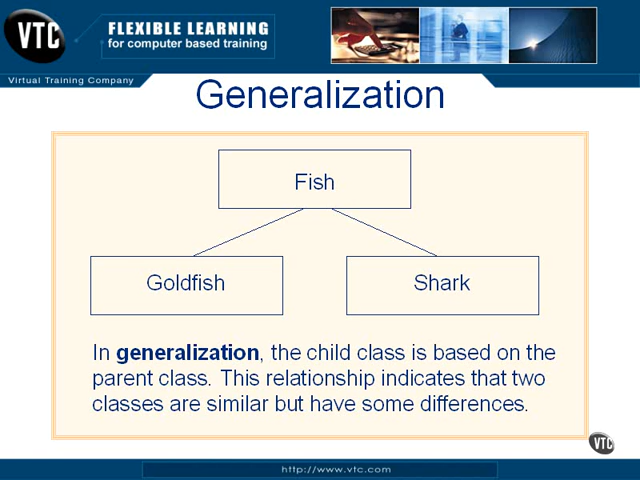 VTC
FLEXIBLE LEARNING
for computer based training
Virtual Training Company
Generalization
Fish
Goldfish
Shark
In generalization, the child class is based on the
parent class. This relationship indicates that two
classes are similar but have some differences.
VTC
http://www.vtc.com